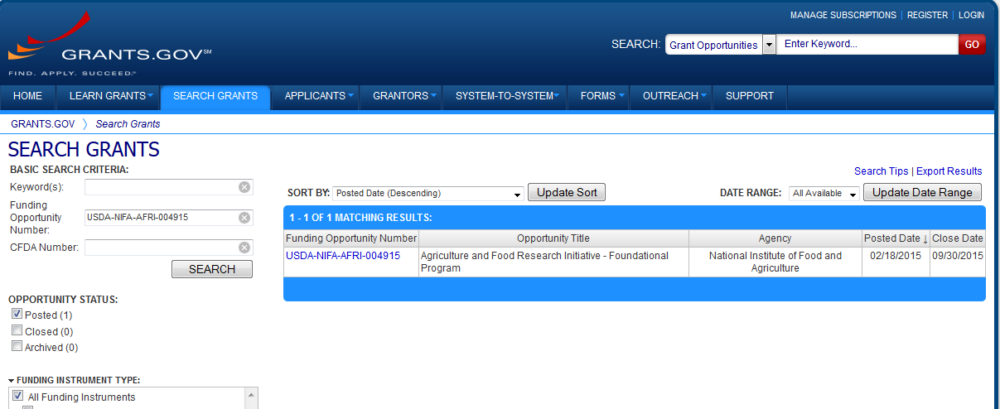 MANAGE SUBSCRIPTIONS | REGISTER | LOGIN
SEARCH: Grant Opportunities Enter Keyword... GO
GRANTS.GOV℠
FIND. APPLY. SUCCEED.℠
HOME LEARN GRANTS SEARCH GRANTS APPLICANTS GRANTORS SYSTEM-TO-SYSTEM FORMS OUTREACH SUPPORT
GRANTS.GOV 〉 Search Grants
SEARCH GRANTS
BASIC SEARCH CRITERIA:
Keyword(s):
Funding
Opportunity
Number:
USDA-NIFA-AFRI-004915
CFDA Number:
SEARCH
OPPORTUNITY STATUS:
Posted (1)
Closed (0)
Archived (0)
FUNDING INSTRUMENT TYPE:
All Funding Instruments
Search Tips | Export Results
SORT BY: Posted Date (Descending) Update Sort DATE RANGE: All Available Update Date Range
1 - 1 OF 1 MATCHING RESULTS:
Funding Opportunity Number Opportunity Title Agency Posted Date ↓ Close Date
USDA-NIFA-AFRI-004915 Agriculture and Food Research Initiative - Foundational National Institute of Food and 02/18/2015 09/30/2015
Program Agriculture